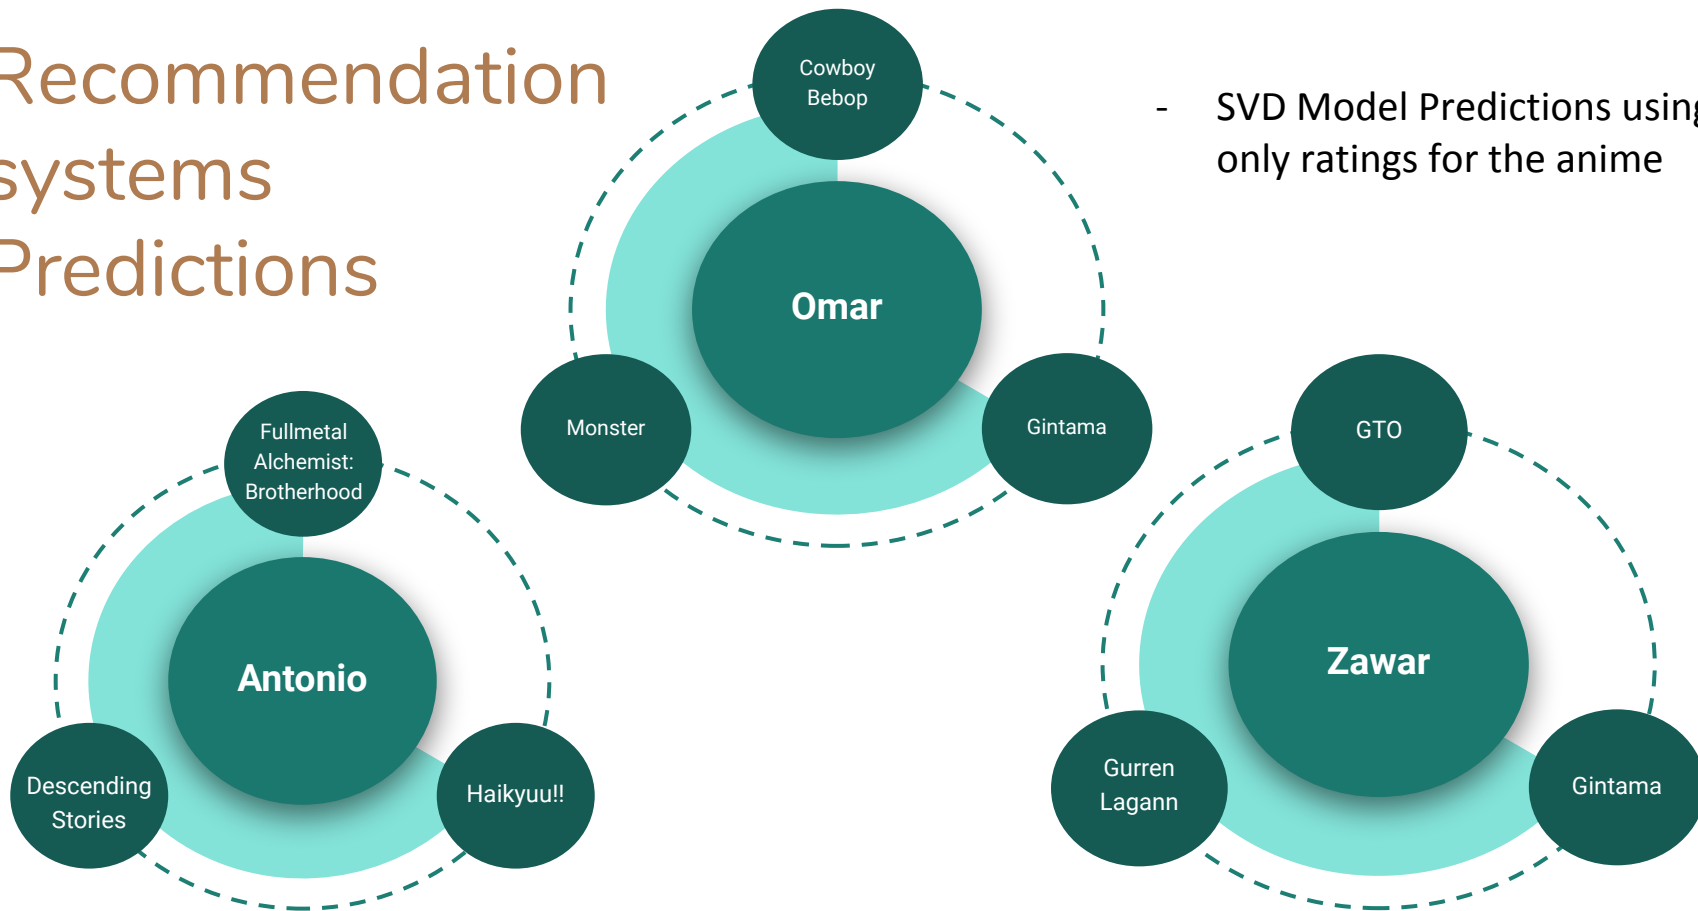 Recommendation
systems
Predictions
- SVD Model Predictions using
only ratings for the anime
Cowboy
Bebop
Omar
Monster
Gintama
Fullmetal
Alchemist:
Brotherhood
Antonio
Descending
Stories
Haikyuu!!
GTO
Zawar
Gurren
Lagann
Gintama